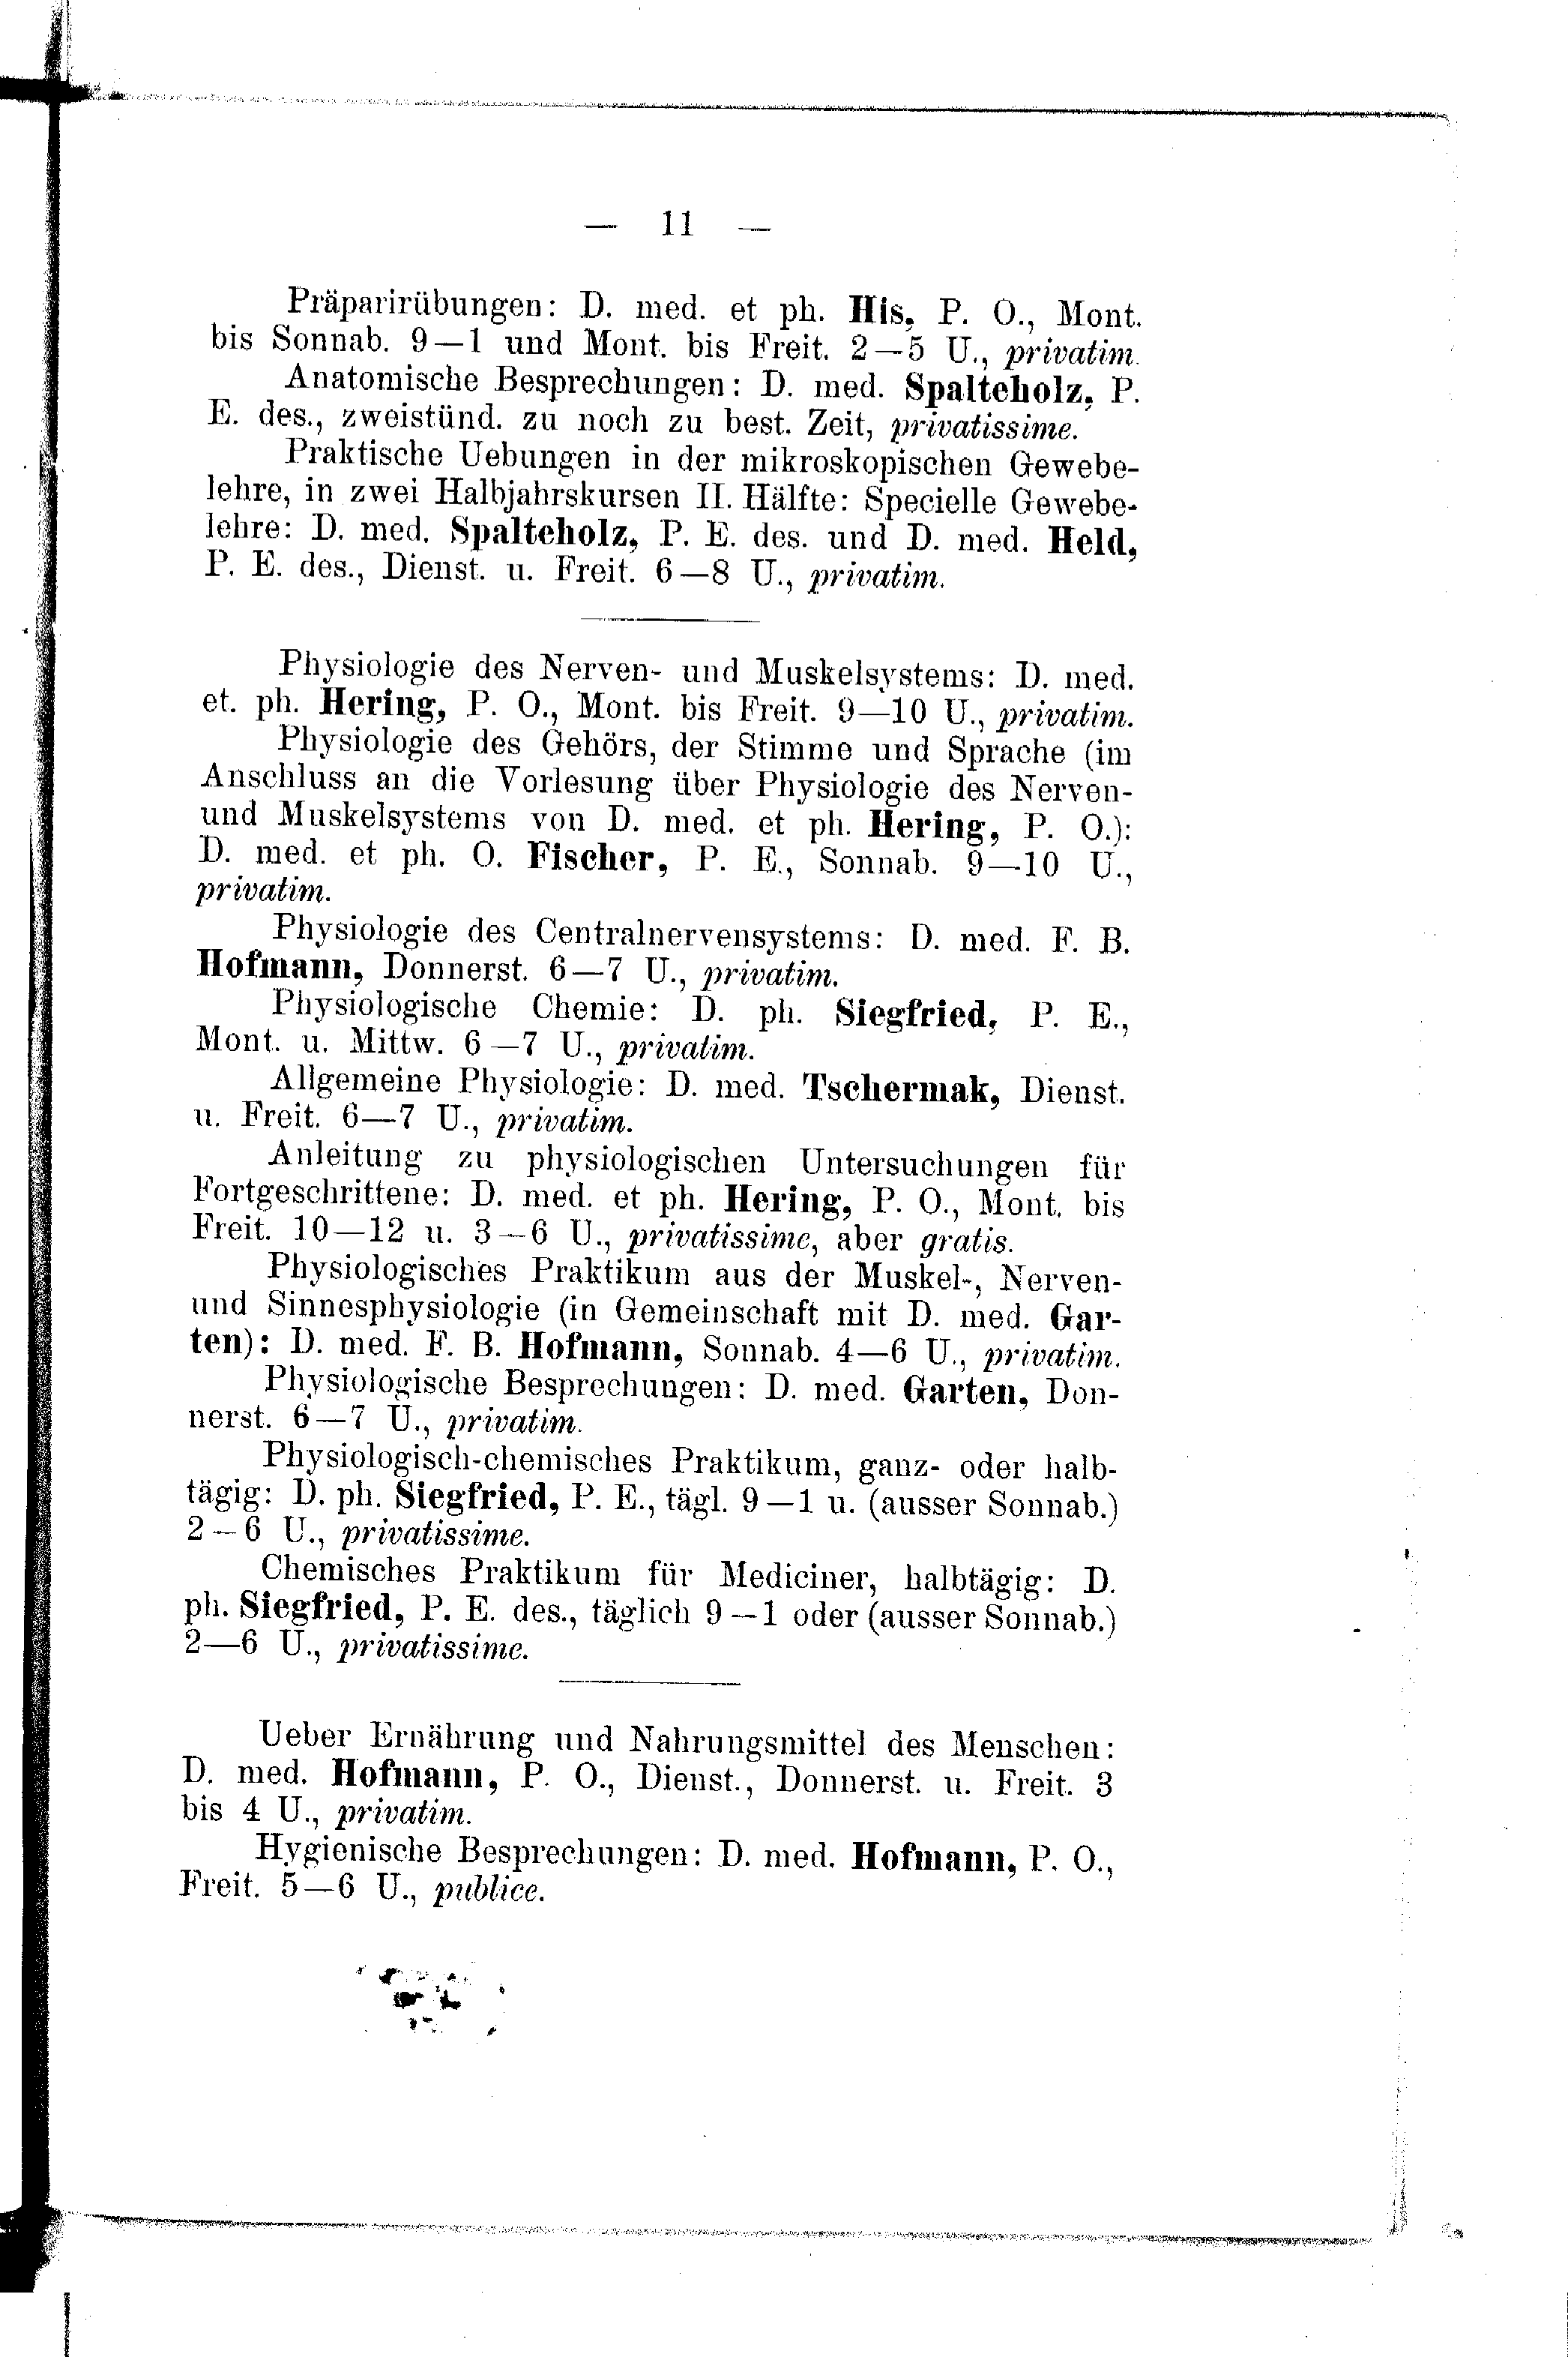 — 11 —
Präparirübungen: D. med. et ph. His, P. O., Mont.
bis Sonnab. 9—1 und Mont. bis Freit. 2—5 U., privatim.
Anatomische Besprechungen: D. med. Spalteholz, P.
E. des., zweistünd. zu noch zu best. Zeit, privatissime.
Praktische Uebungen in der mikroskopischen Gewebe-
lehre, in zwei Halbjahrskursen II. Hälfte: Specielle Gewebe-
lehre: D. med. Spalteholz, P. E. des. und D. med. Held,
P. E. des., Dienst. u. Freit. 6—8 U., privatim.
Physiologie des Nerven- und Muskelsystems: D. med.
et. ph. Hering, P. O., Mont. bis Freit. 9—10 U., privatim.
Physiologie des Gehörs, der Stimme und Sprache (im
Anschluss an die Vorlesung über Physiologie des Nerven-
und Muskelsystems von D. med. et ph. Hering, P. O.):
D. med. et ph. O. Fischer, P. E., Sonnab. 9—10 U.,
privatim.
Physiologie des Centralnervensystems: D. med. F. B.
Hofmann, Donnerst. 6—7 U., privatim.
Physiologische Chemie: D. ph. Siegfried, P. E.,
Mont. u. Mittw. 6—7 U., privatim.
Allgemeine Physiologie: D. med. Tschermak, Dienst.
u. Freit. 6—7 U., privatim.
Anleitung zu physiologischen Untersuchungen für
Fortgeschrittene: D. med. et ph. Hering, P. O., Mont. bis
Freit. 10—12 u. 3—6 U., privatissime, aber gratis.
Physiologisches Praktikum aus der Muskel-, Nerven-
und Sinnesphysiologie (in Gemeinschaft mit D. med. Gar-
ten): D. med. F. B. Hofmann, Sonnab. 4—6 U., privatim.
Physiologische Besprechungen: D. med. Garten, Don-
nerst. 6—7 U., privatim.
Physiologisch-chemisches Praktikum, ganz- oder halb-
tägig: D. ph. Siegfried, P. E., tägl. 9—1 u. (ausser Sonnab.)
2—6 U., privatissime.
Chemisches Praktikum für Mediciner, halbtägig: D.
ph. Siegfried, P. E. des., täglich 9—1 oder (ausser Sonnab.)
2—6 U., privatissime.
Ueber Ernährung und Nahrungsmittel des Menschen:
D. med. Hofmann, P. O., Dienst., Donnerst. u. Freit. 3
bis 4 U., privatim.
Hygienische Besprechungen: D. med. Hofmann, P. O.,
Freit. 5—6 U., publice.